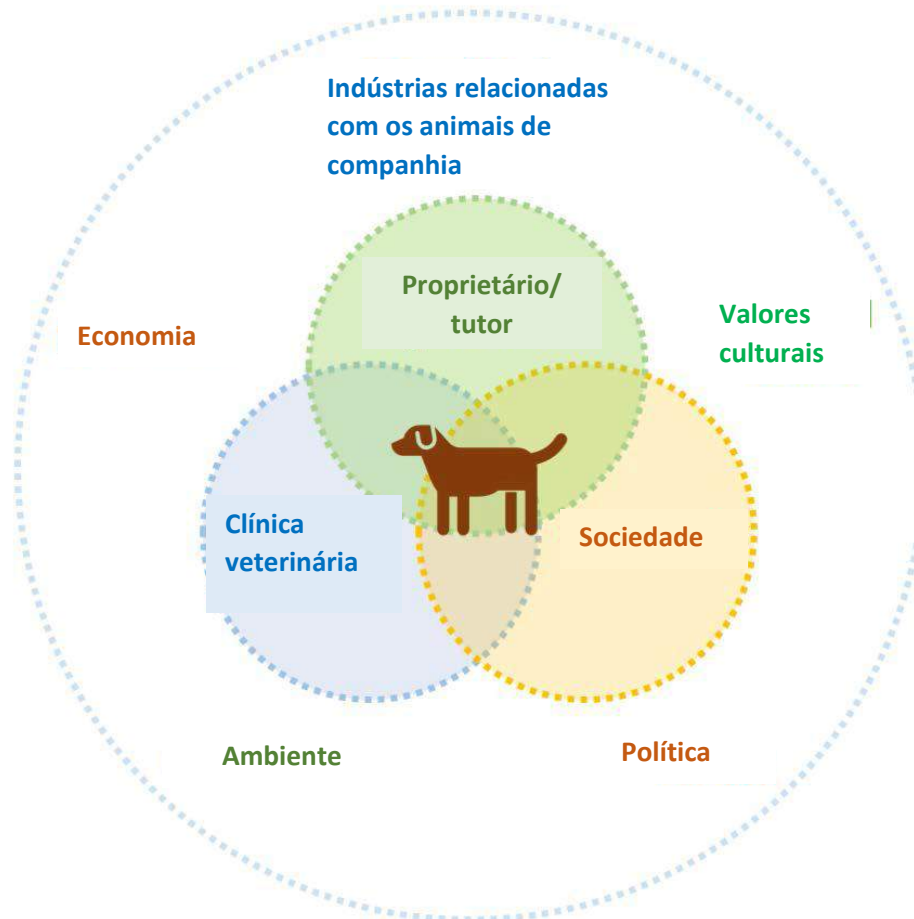 Indústrias relacionadas
com os animais de
companhia
Proprietário/
tutor
Economia
Valores
culturais
Clínica
veterinária
Sociedade
Ambiente
Política